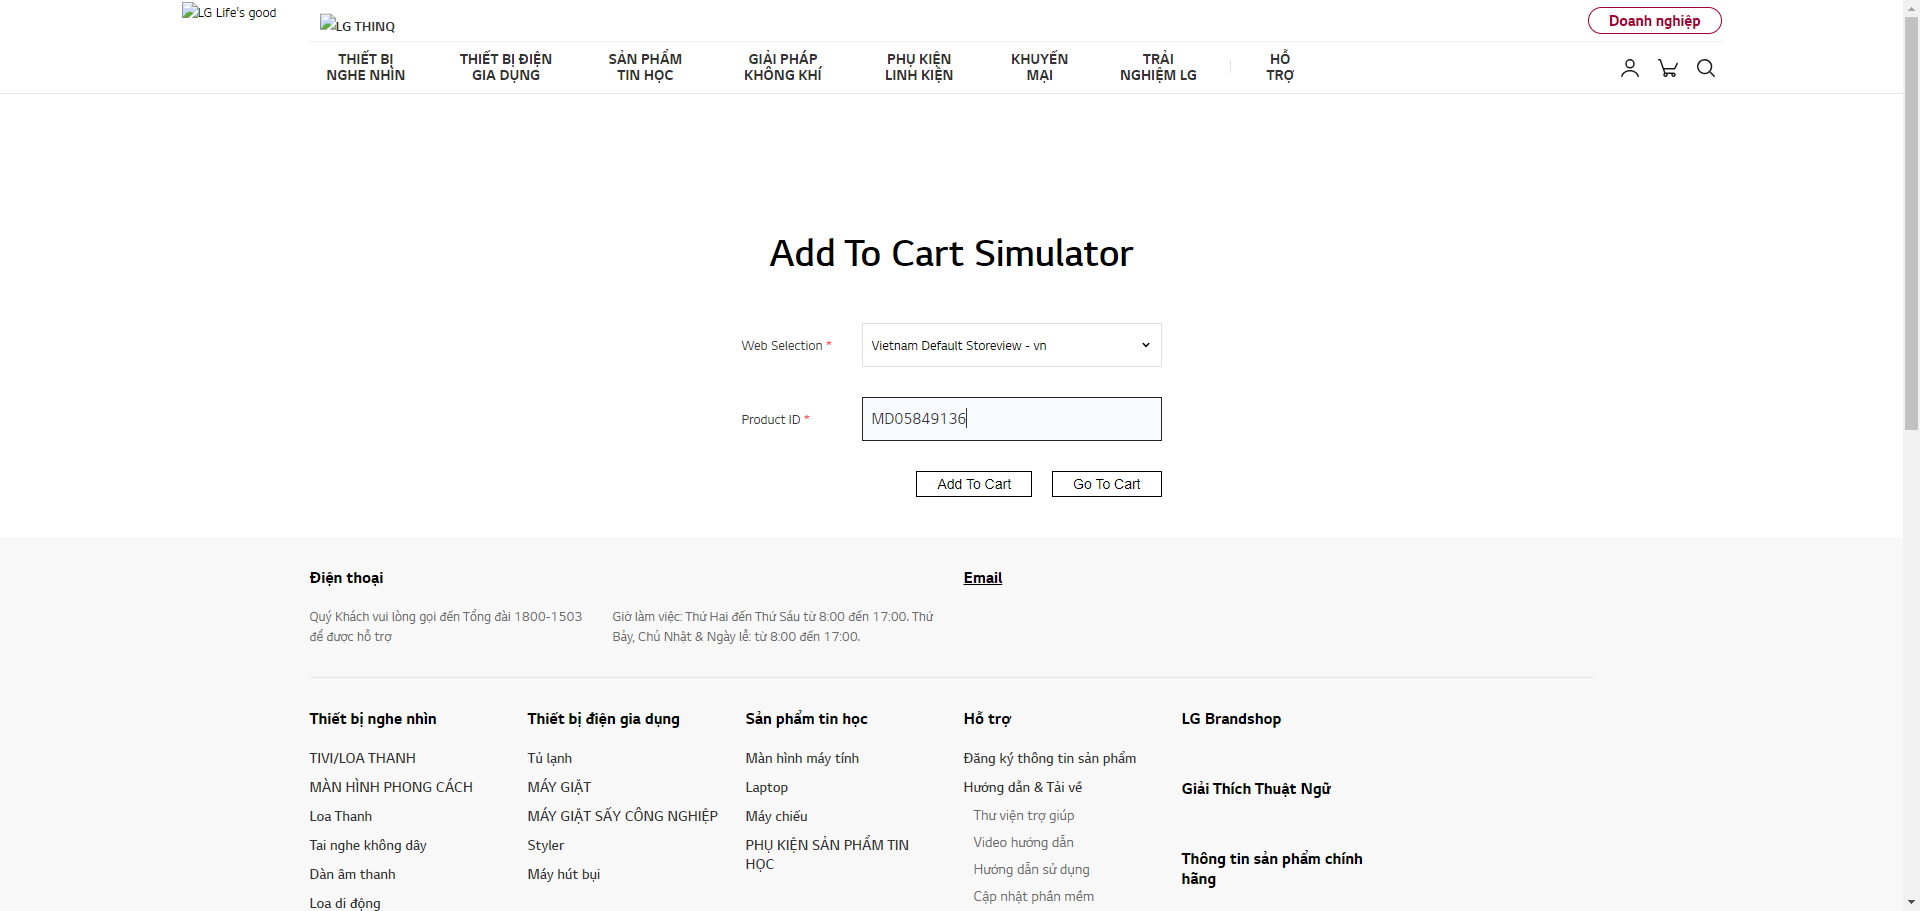 LG Life's good
LG THINQ
Doanh nghiệp
THIẾT BỊ
NGHE NHÌN
THIẾT BỊ ĐIỆN
GIA DỤNG
SẢN PHẨM
TIN HỌC
GIẢI PHÁP
KHÔNG KHÍ
PHỤ KIỆN
LINH KIỆN
KHUYẾN
MẠI
TRẢI
NGHIỆM LG
HỖ
TRỢ
Add To Cart Simulator
Web Selection *
Vietnam Default Storeview - vn
Product ID *
MD05849136
Add To Cart
Go To Cart
Điện thoại
Quý Khách vui lòng gọi đến Tổng đài 1800-1503
để được hỗ trợ
Giờ làm việc: Thứ Hai đến Thứ Sáu từ 8:00 đến 17:00. Thứ
Bảy, Chủ Nhật & Ngày lễ: từ 8:00 đến 17:00.
Email
Thiết bị nghe nhìn
TIVI/LOA THANH
MÀN HÌNH PHONG CÁCH
Loa Thanh
Tai nghe không dây
Dàn âm thanh
Loa di động
Thiết bị điện gia dụng
Tủ lạnh
MÁY GIẶT
MÁY GIẶT SẤY CÔNG NGHIỆP
Styler
Máy hút bụi
Sản phẩm tin học
Màn hình máy tính
Laptop
Máy chiếu
PHỤ KIỆN SẢN PHẨM TIN
HỌC
Hỗ trợ
Đăng ký thông tin sản phẩm
Hướng dẫn & Tải về
Thư viện trợ giúp
Video hướng dẫn
Hướng dẫn sử dụng
Cập nhật phần mềm
LG Brandshop
Giải Thích Thuật Ngữ
Thông tin sản phẩm chính
hãng